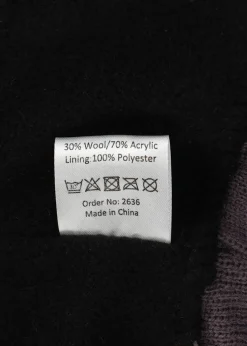 30% Wool/70% Acrylic
Lining:100% Polyester
Order No: 2636
Made in China